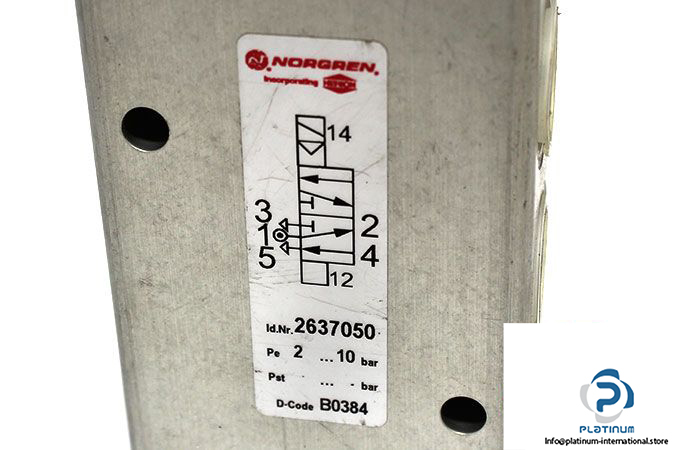 NORGREN.
Incorporating HERION
14
3
1
2
5
4
12
Id.Nr. 2637050
Pe 2 ... 10 bar
Pst ... - bar
D-Code B0384
PLATINUM
Info@platinum-international.store